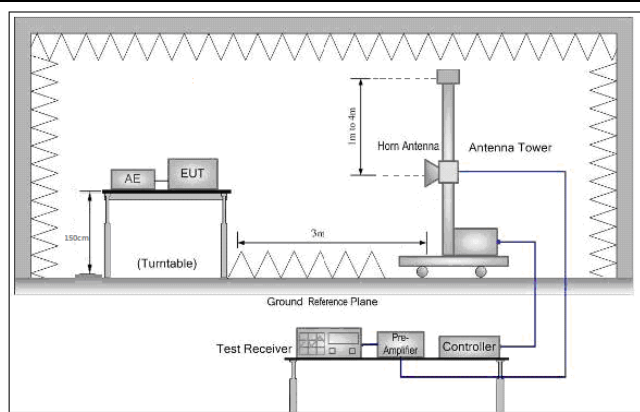 1m to 4m
Horn Antenna
Antenna Tower
AE
EUT
150cm
(Turntable)
3m
Ground Reference Plane
Test Receiver
Pre-
Amplifier
Controller